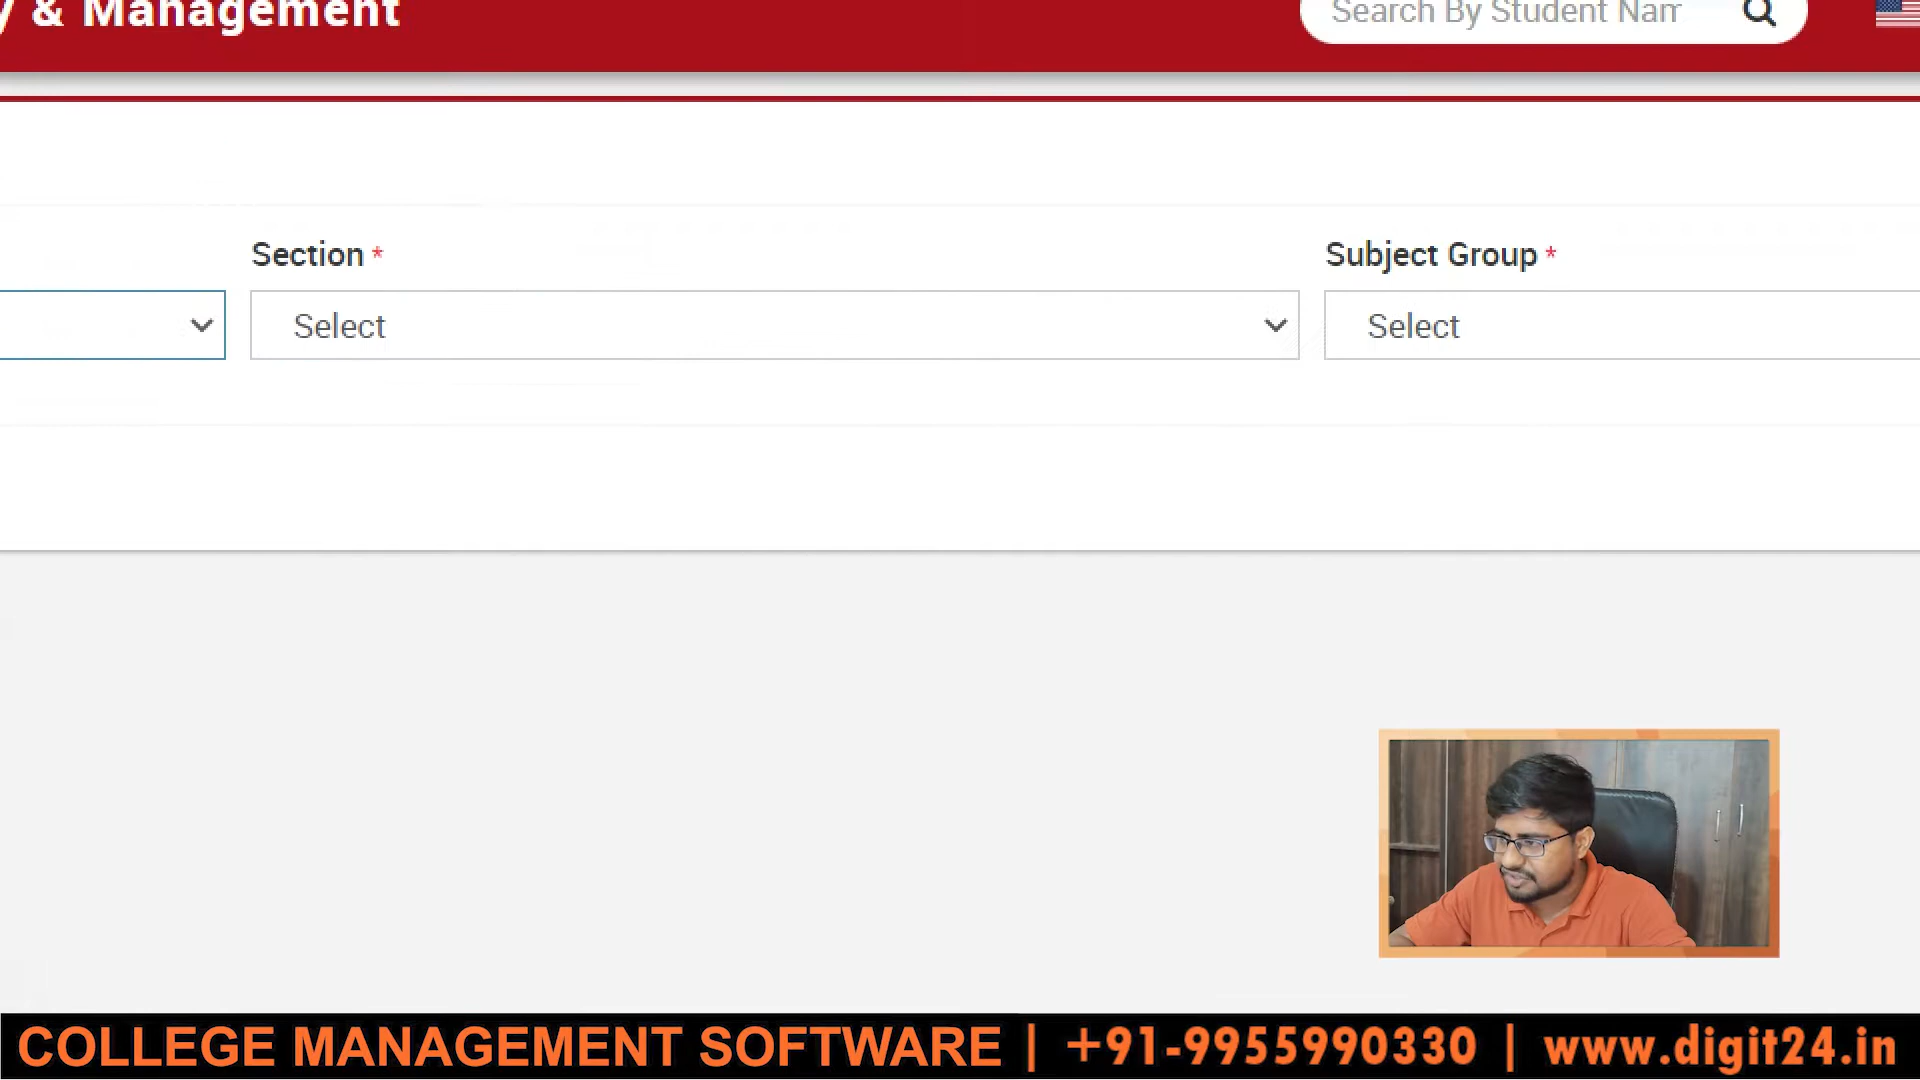 & Management
Search By Student Nam
Section *
Subject Group *
Select
Select
COLLEGE MANAGEMENT SOFTWARE | +91-9955990330 | www.digit24.in